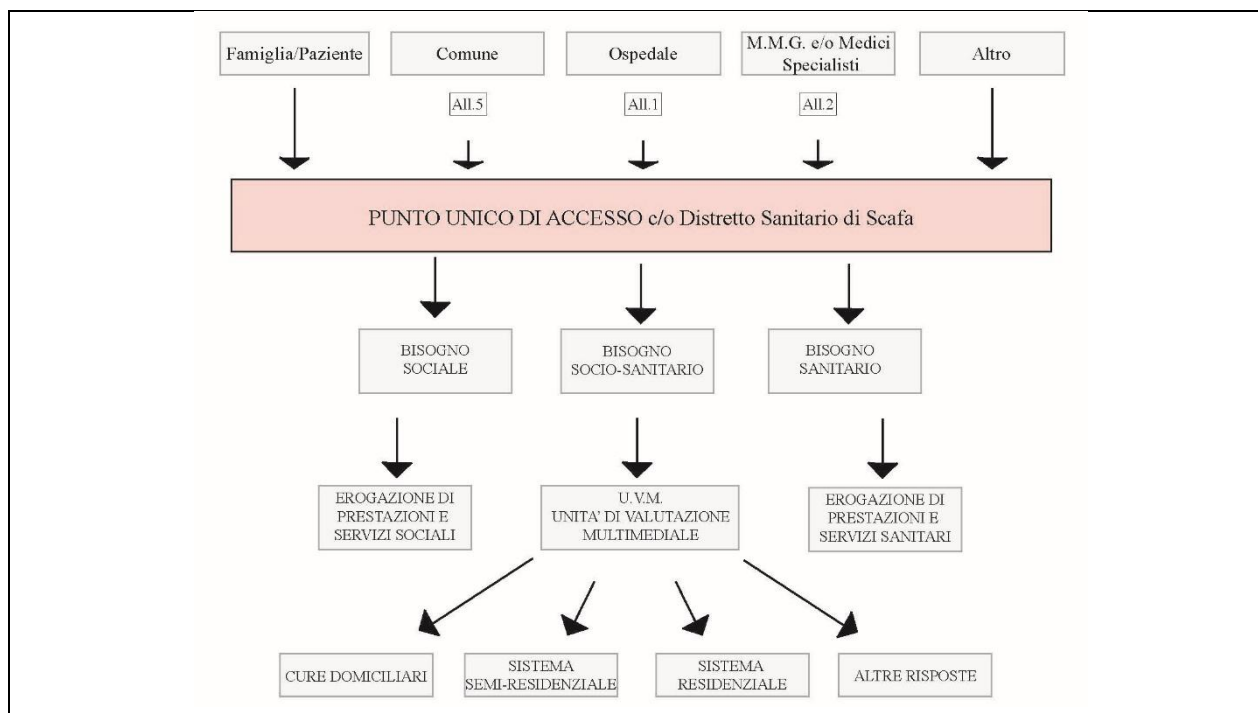 Famiglia/Paziente
Comune
Ospedale
M.M.G. e/o Medici
Specialisti
Altro
All.5
All.1
All.2
PUNTO UNICO DI ACCESSO c/o Distretto Sanitario di Scafa
BISOGNO
SOCIALE
BISOGNO
SOCIO-SANITARIO
BISOGNO
SANITARIO
EROGAZIONE DI
PRESTAZIONI E
SERVIZI SOCIALI
U.V.M.
UNITA' DI VALUTAZIONE
MULTIMEDIALE
EROGAZIONE DI
PRESTAZIONI E
SERVIZI SANITARI
CURE DOMICILIARI
SISTEMA
SEMI-RESIDENZIALE
SISTEMA
RESIDENZIALE
ALTRE RISPOSTE